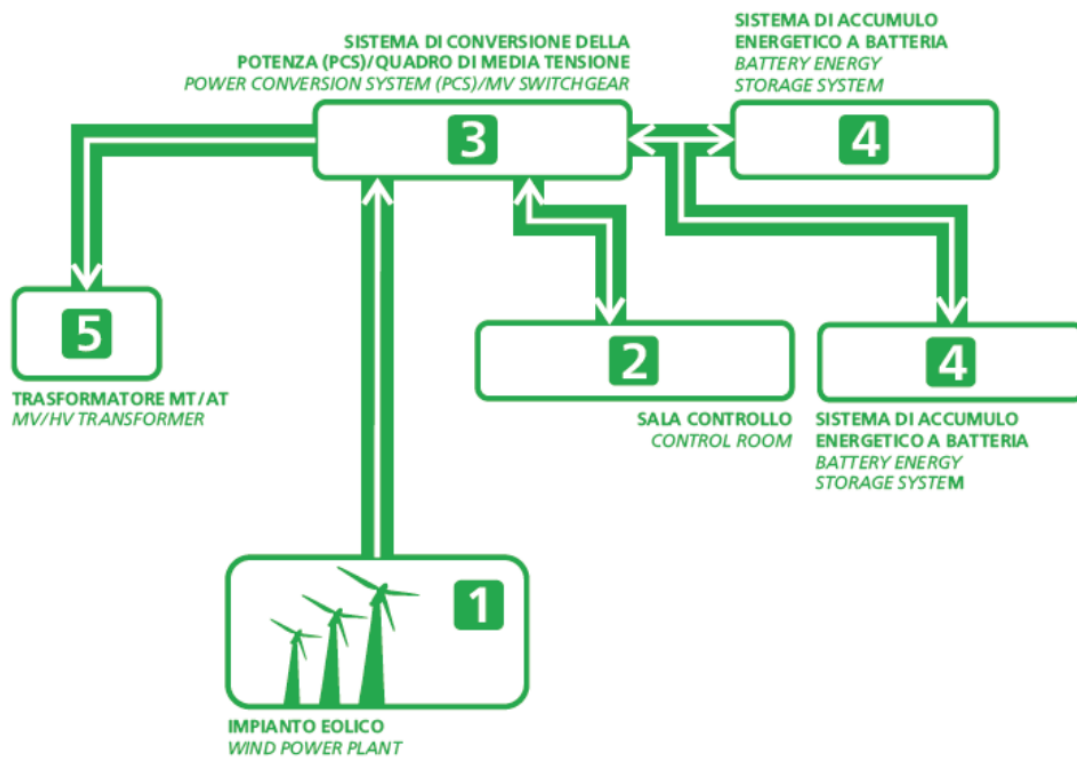 SISTEMA DI CONVERSIONE DELLA
POTENZA (PCS)/QUADRO DI MEDIA TENSIONE
POWER CONVERSION SYSTEM (PCS)/MV SWITCHGEAR
3
SISTEMA DI ACCUMULO
ENERGETICO A BATTERIA
BATTERY ENERGY
STORAGE SYSTEM
4
5
TRASFORMATORE MT/AT
MV/HV TRANSFORMER
2
SALA CONTROLLO
CONTROL ROOM
4
SISTEMA DI ACCUMULO
ENERGETICO A BATTERIA
BATTERY ENERGY
STORAGE SYSTEM
1
IMPIANTO EOLICO
WIND POWER PLANT